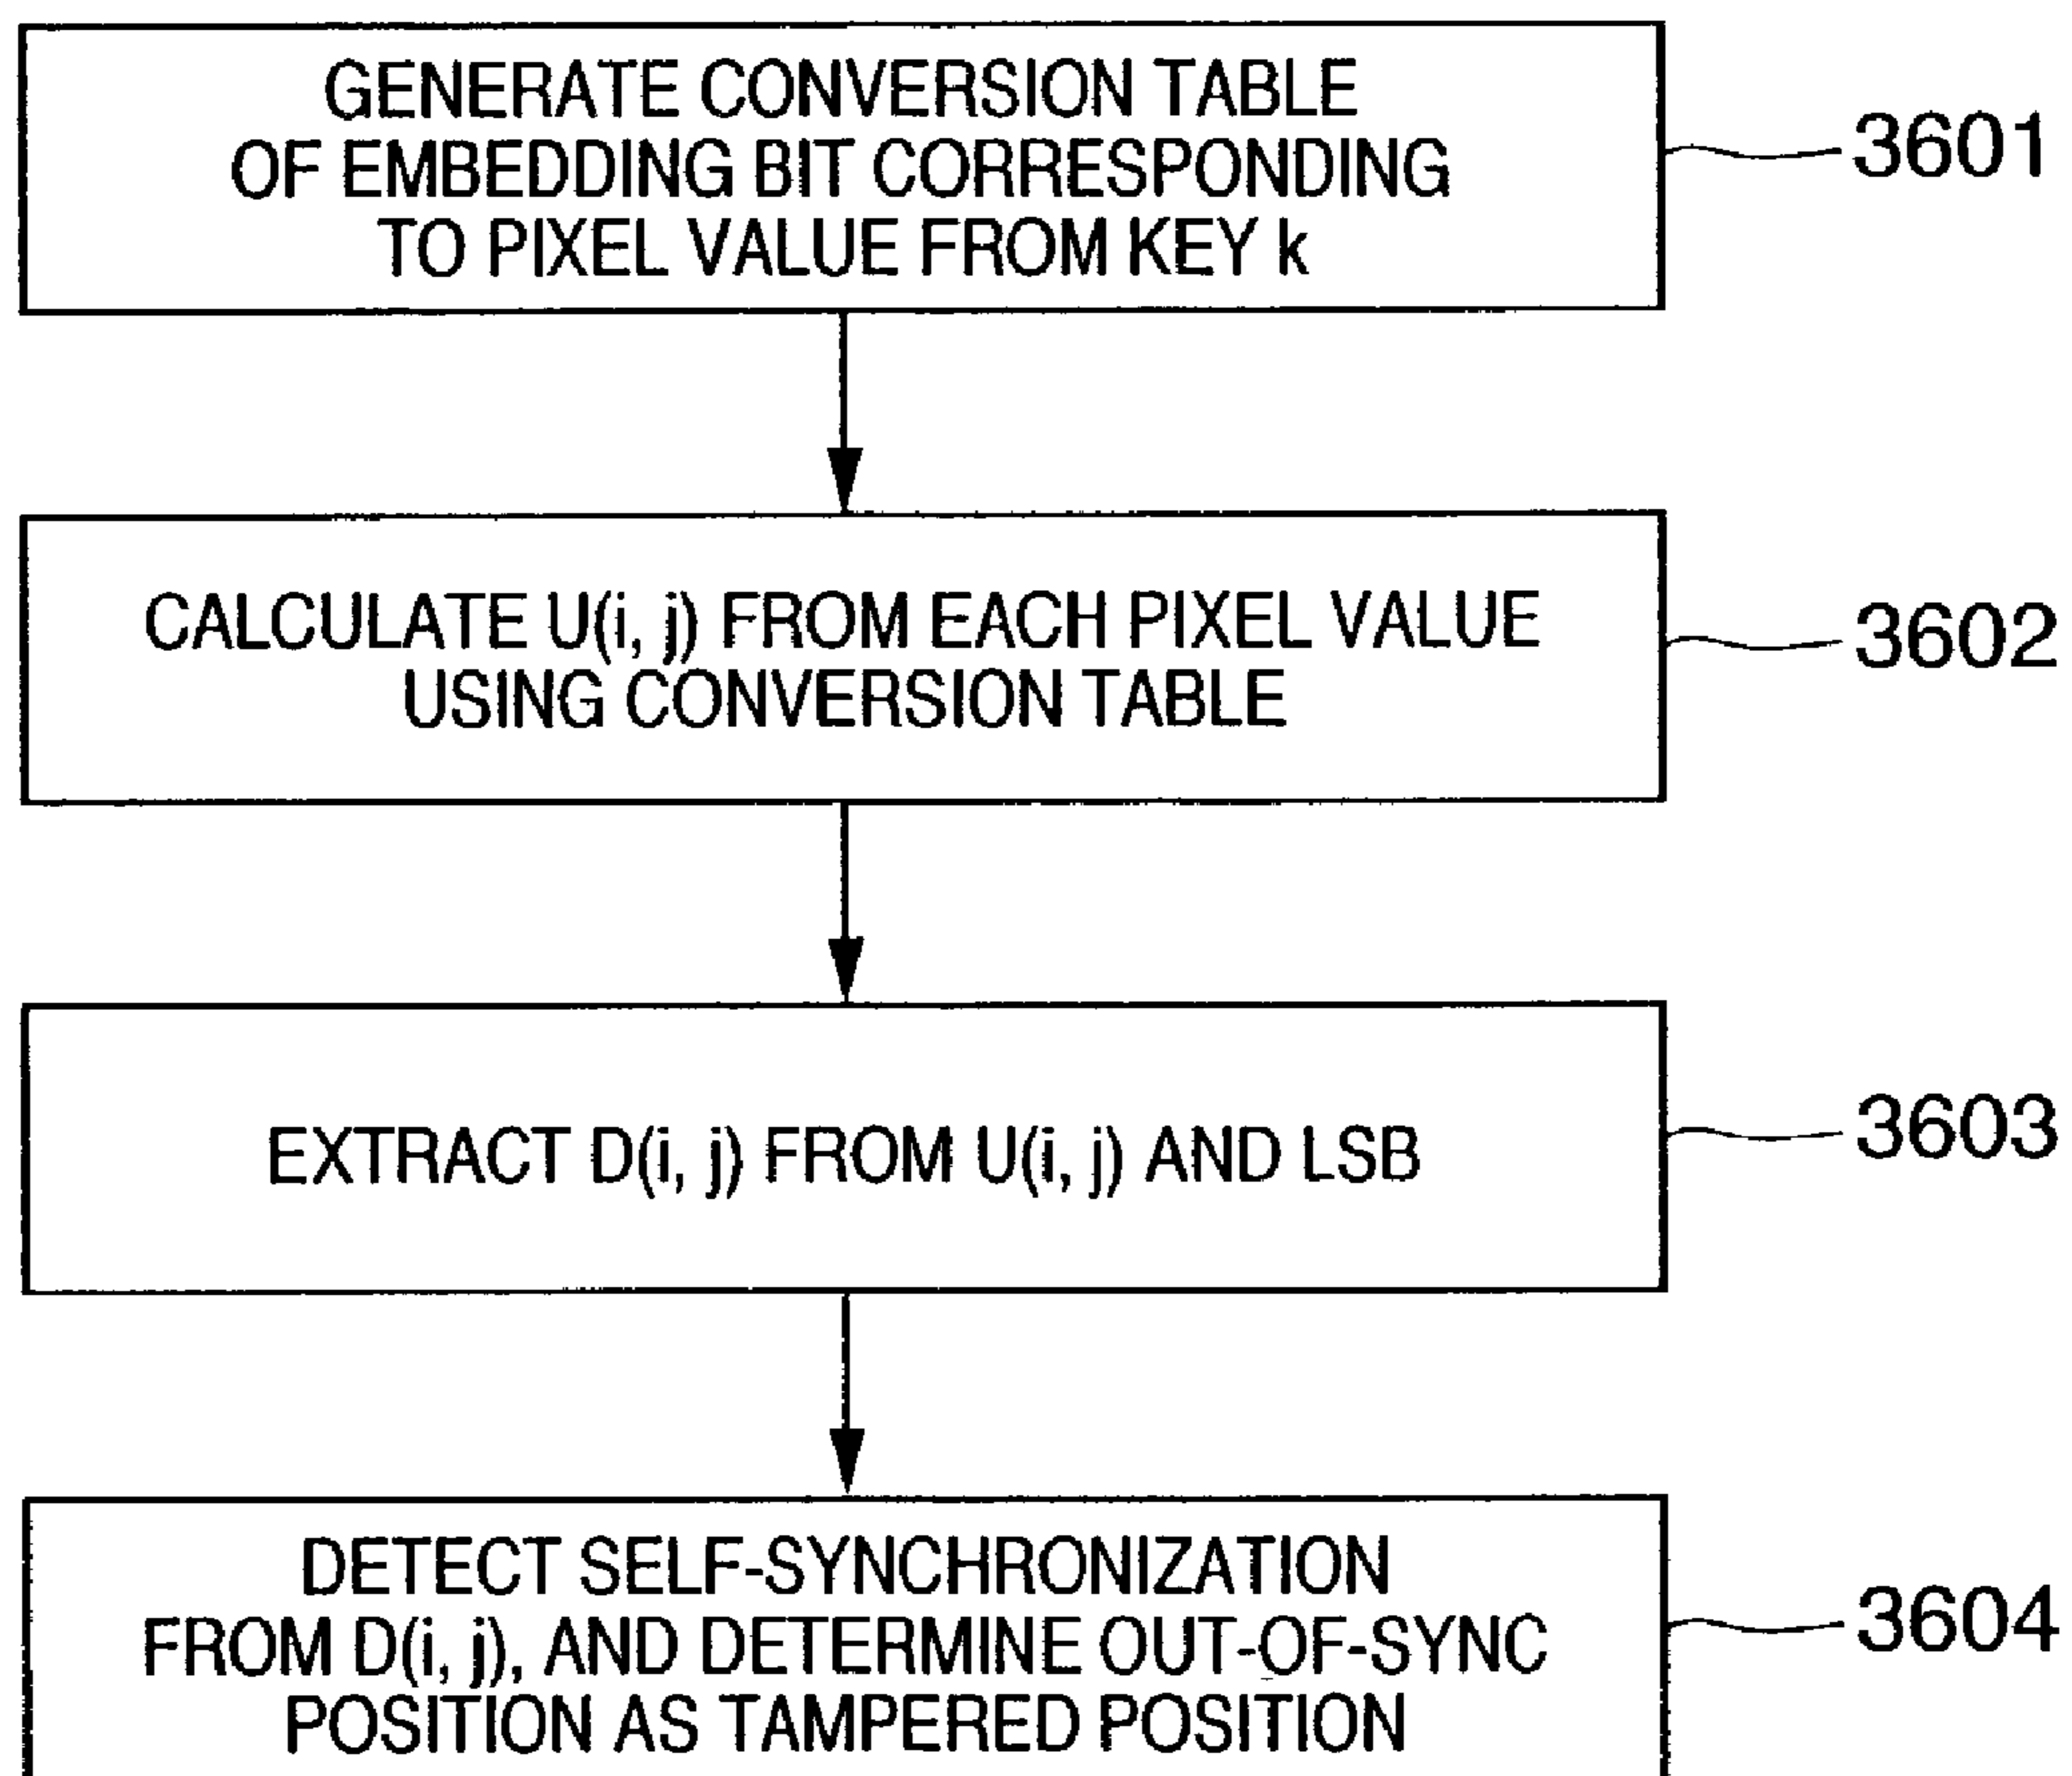 GENERATE CONVERSION TABLE
OF EMBEDDING BIT CORRESPONDING
TO PIXEL VALUE FROM KEY k
3601
CALCULATE U(i, j) FROM EACH PIXEL VALUE
USING CONVERSION TABLE
3602
EXTRACT D(i, j) FROM U(i, j) AND LSB
3603
DETECT SELF-SYNCHRONIZATION
FROM D(i, j), AND DETERMINE OUT-OF-SYNC
POSITION AS TAMPERED POSITION
3604